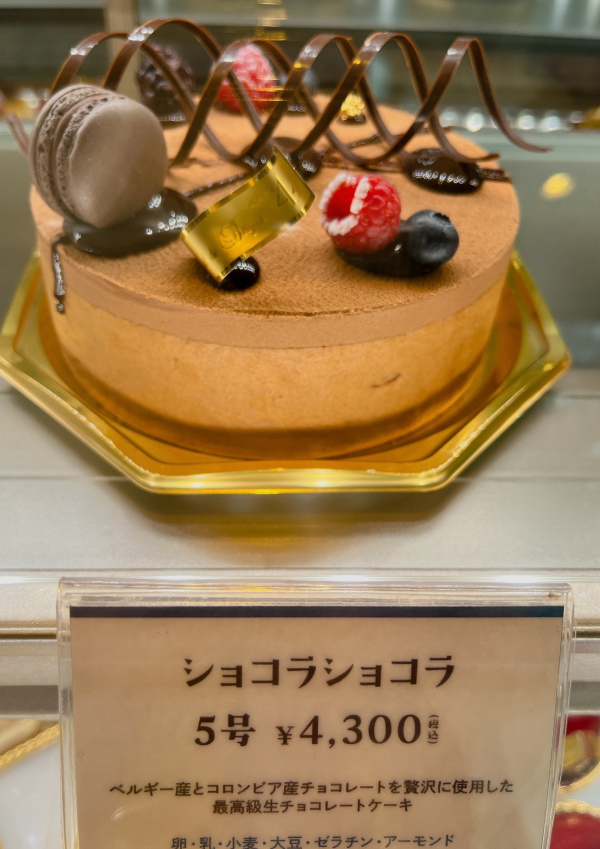 ショコラショコラ
5号 ¥4,300(税込)
ベルギー産とコロンビア産チョコレートを贅沢に使用した
最高級生チョコレートケーキ
卵・乳・小麦・大豆・ゼラチン・アーモンド